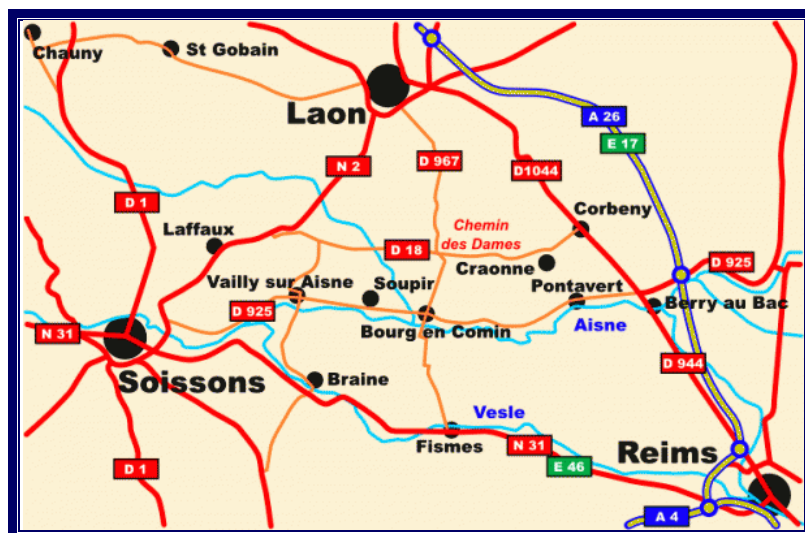 Chauny
St Gobain
Laon
A 26
E 17
N 2
D 967
D1044
D 1
Laffaux
Chemin
des Dames
Corbeny
D 18
Craonne
D 925
Vailly sur Aisne
Soupir
Pontavert
Berry au Bac
D 925
Bourg en Comin
Aisne
N 31
Soissons
Braine
D 944
Vesle
Fismes
N 31
E 46
Reims
D 1
A 4